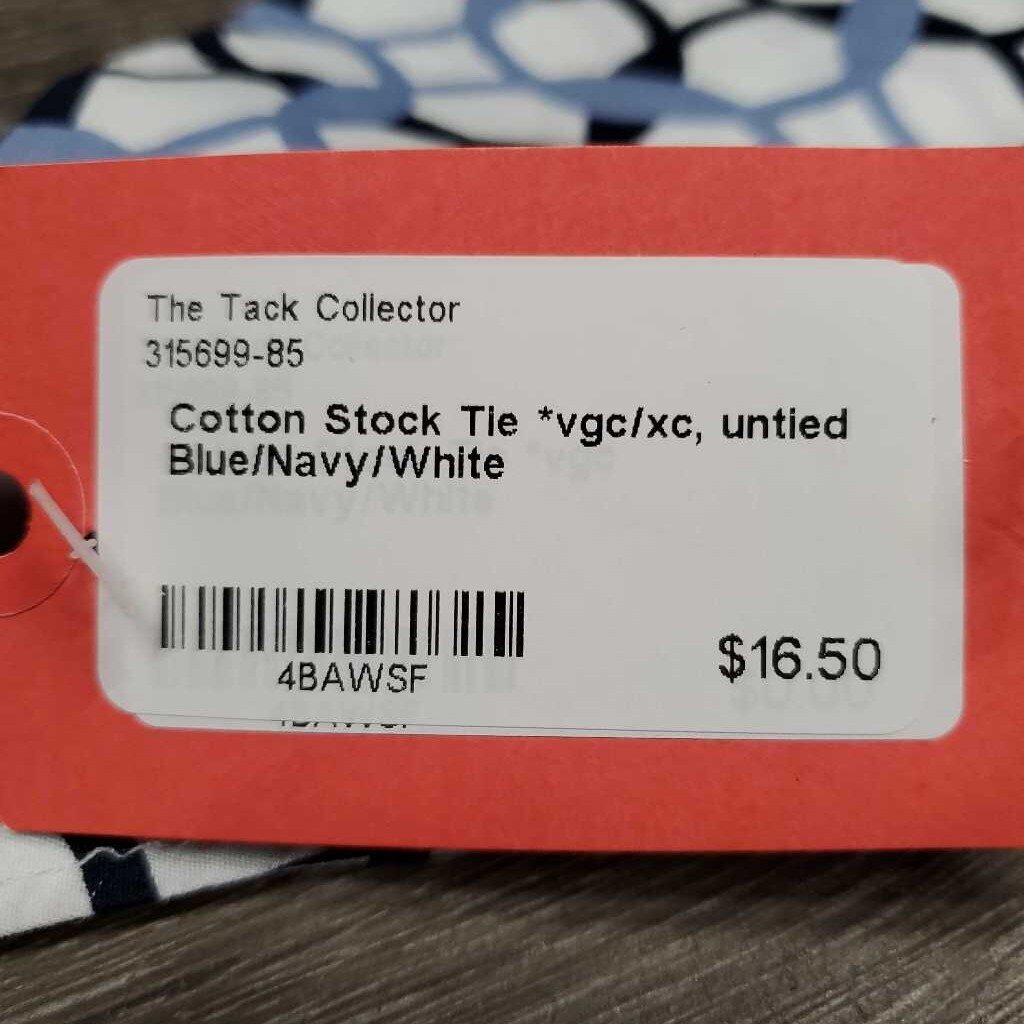 The Tack Collector
315699-85
Cotton Stock Tie *vgc/xc, untied
Blue/Navy/White
4BAWSF
$16.50